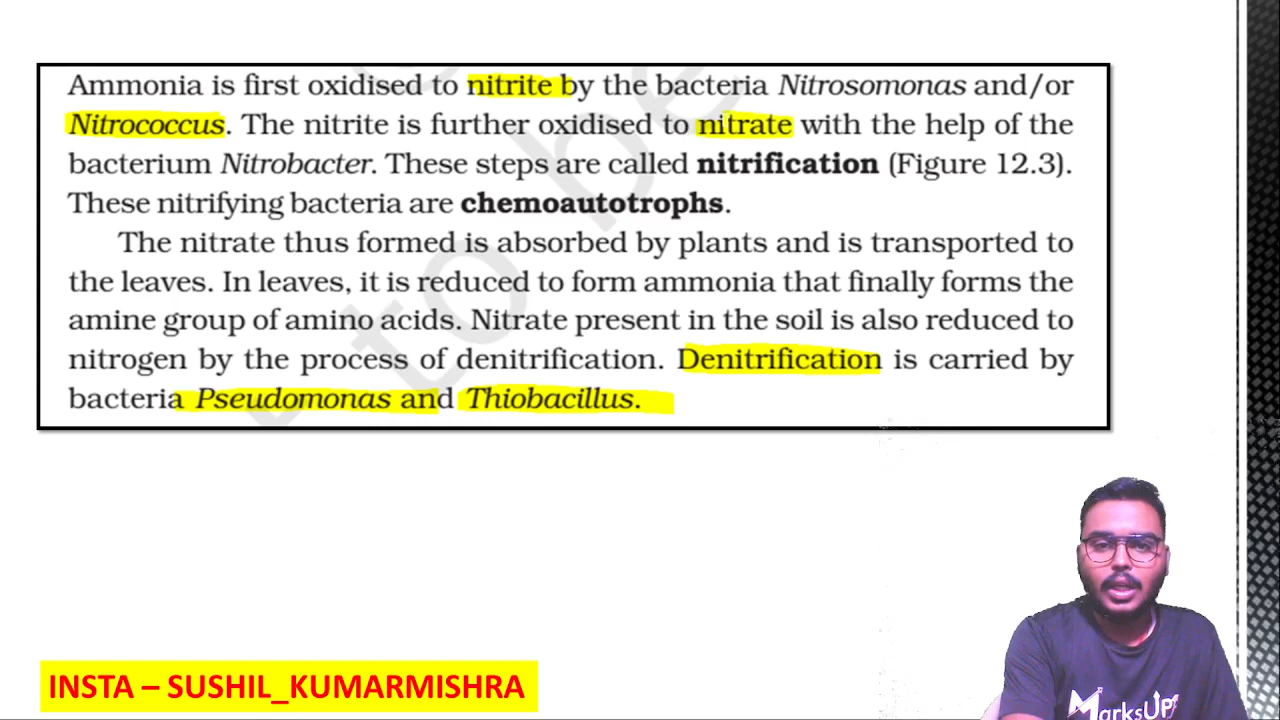 Ammonia is first oxidised to nitrite by the bacteria Nitrosomonas and/or
Nitrococcus. The nitrite is further oxidised to nitrate with the help of the
bacterium Nitrobacter. These steps are called nitrification (Figure 12.3).
These nitrifying bacteria are chemoautotrophs.
The nitrate thus formed is absorbed by plants and is transported to
the leaves. In leaves, it is reduced to form ammonia that finally forms the
amine group of amino acids. Nitrate present in the soil is also reduced to
nitrogen by the process of denitrification. Denitrification is carried by
bacteria Pseudomonas and Thiobacillus.
to be
INSTA – SUSHIL_KUMARMISHRA
MarksUP